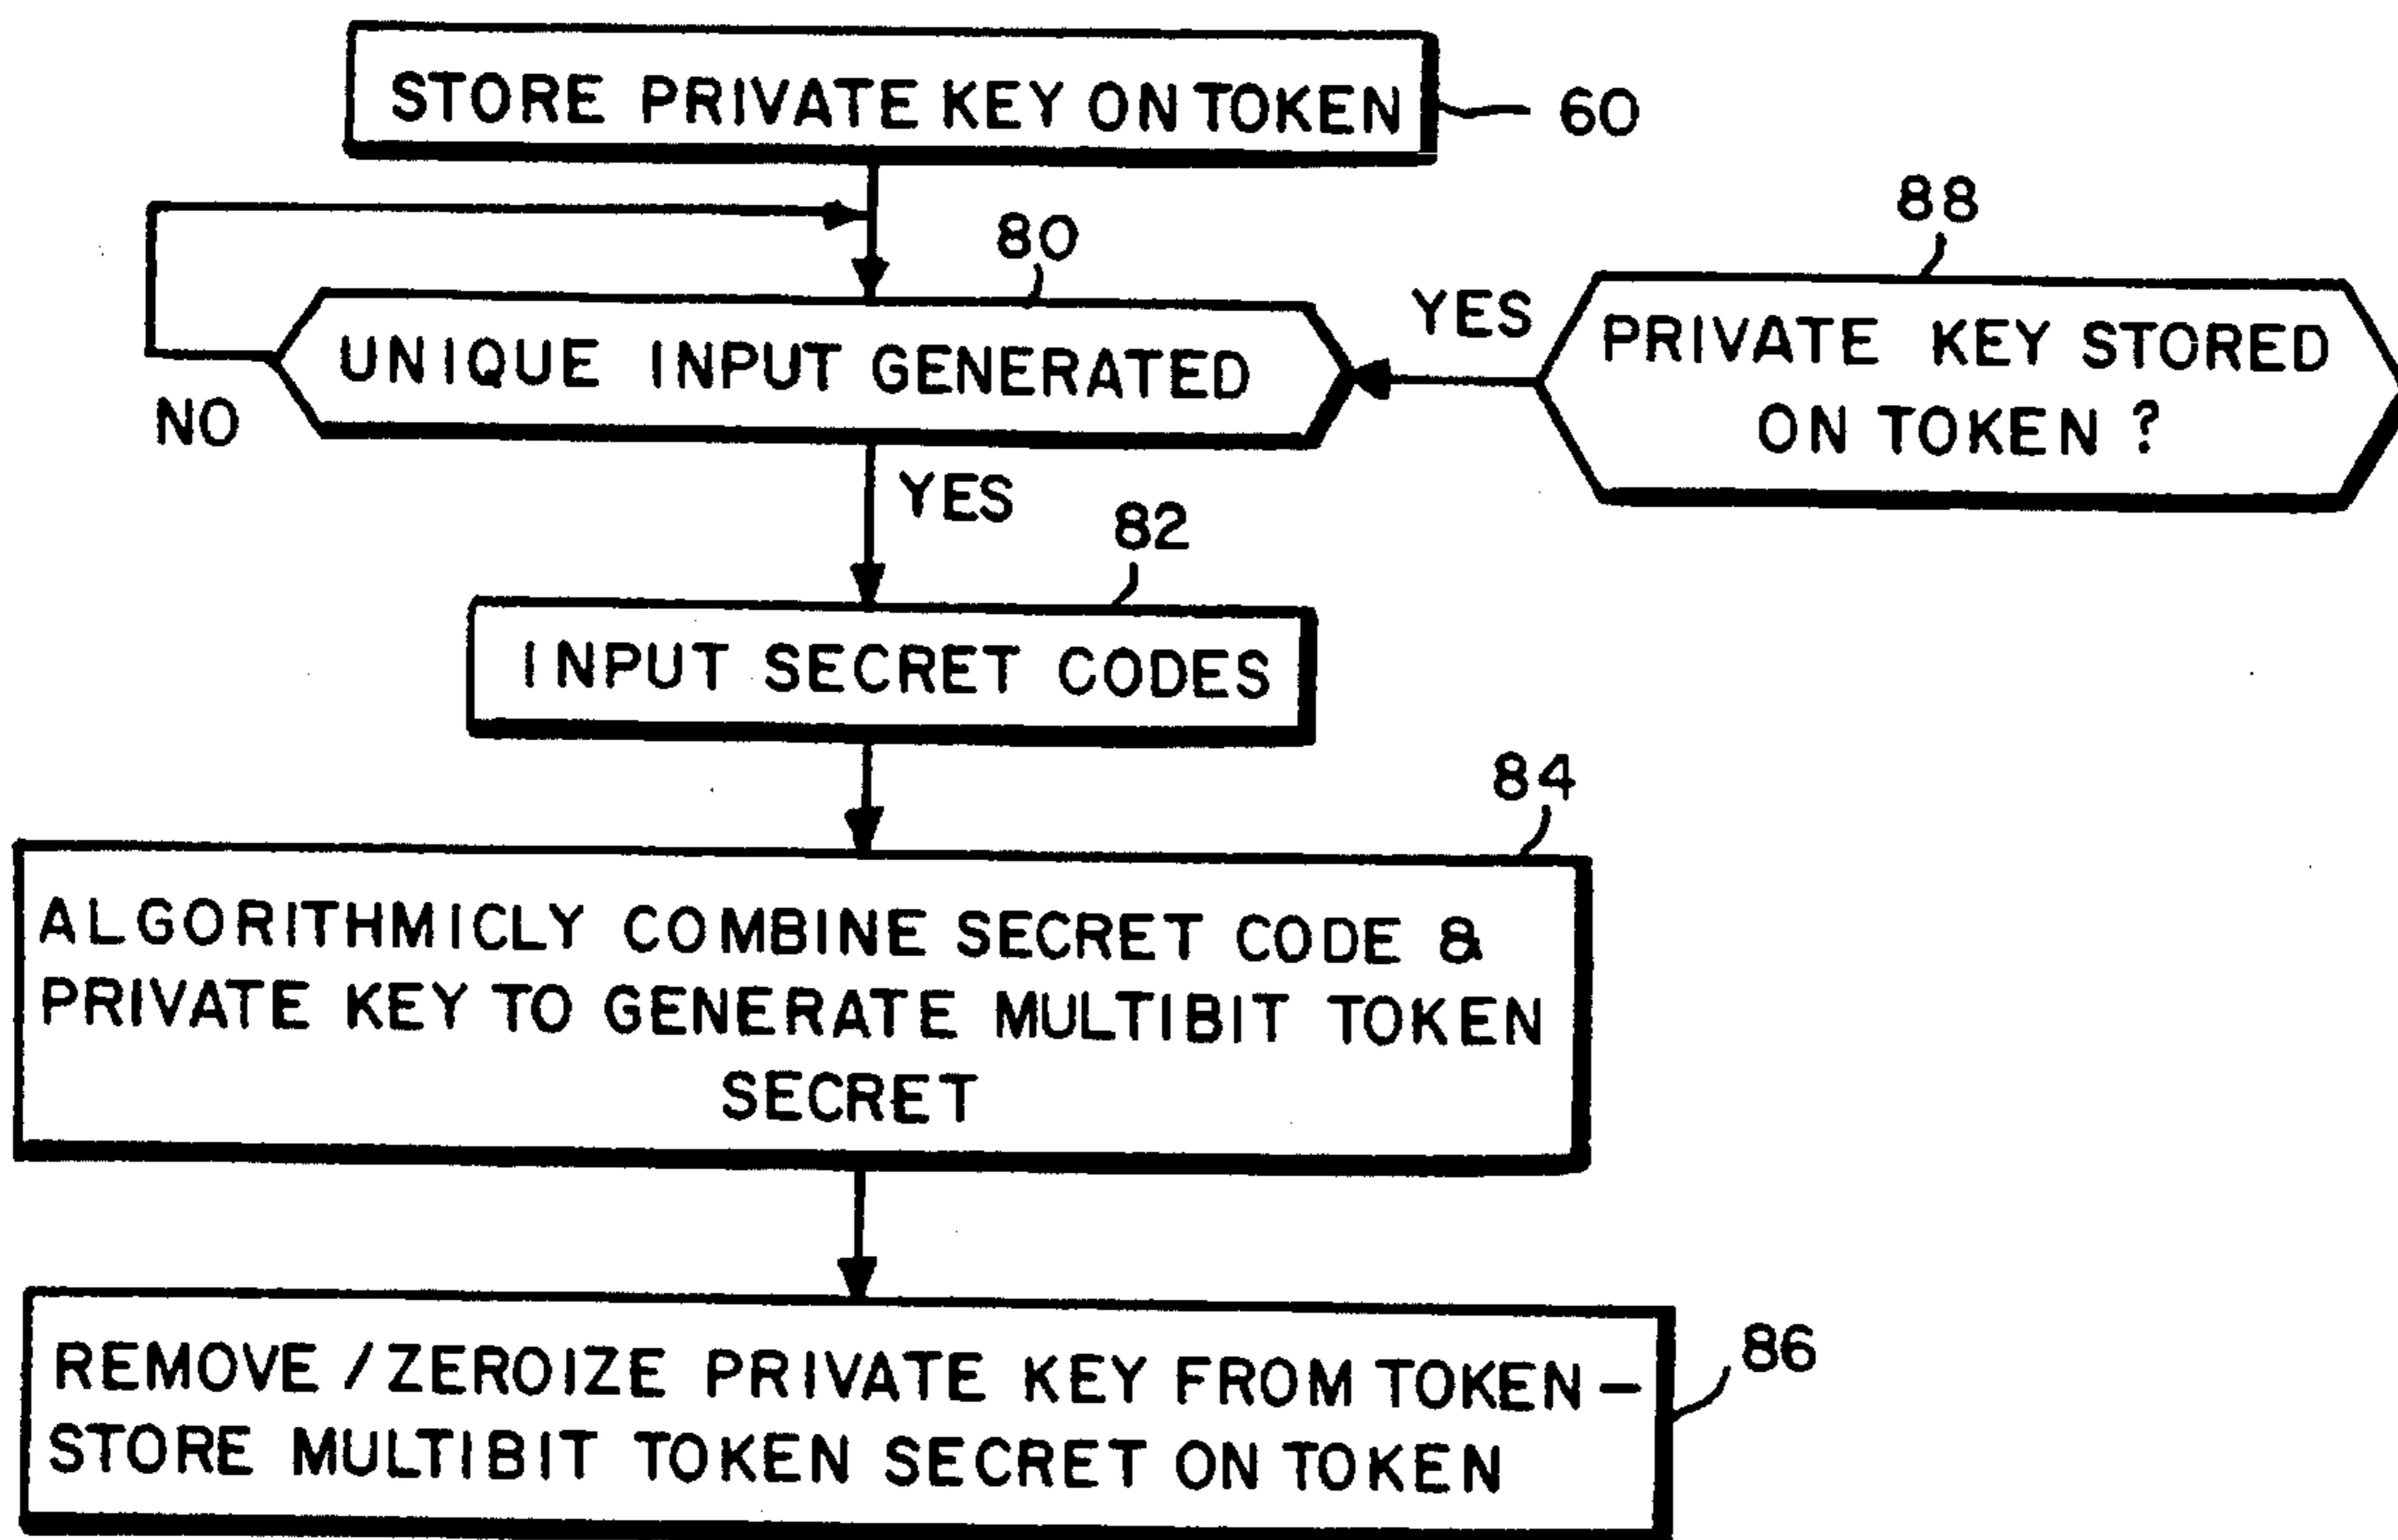 STORE PRIVATE KEY ON TOKEN
60
88
80
YES
PRIVATE KEY STORED
ON TOKEN ?
UNIQUE INPUT GENERATED
NO
YES
82
INPUT SECRET CODES
84
ALGORITHMICLY COMBINE SECRET CODE &
PRIVATE KEY TO GENERATE MULTIBIT TOKEN
SECRET
86
REMOVE /ZEROIZE PRIVATE KEY FROM TOKEN —
STORE MULTIBIT TOKEN SECRET ON TOKEN